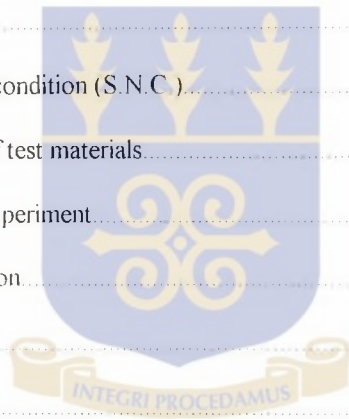 condition (S.N.C.)
test materials
periment
on
INTEGRI PROCEDAMUS